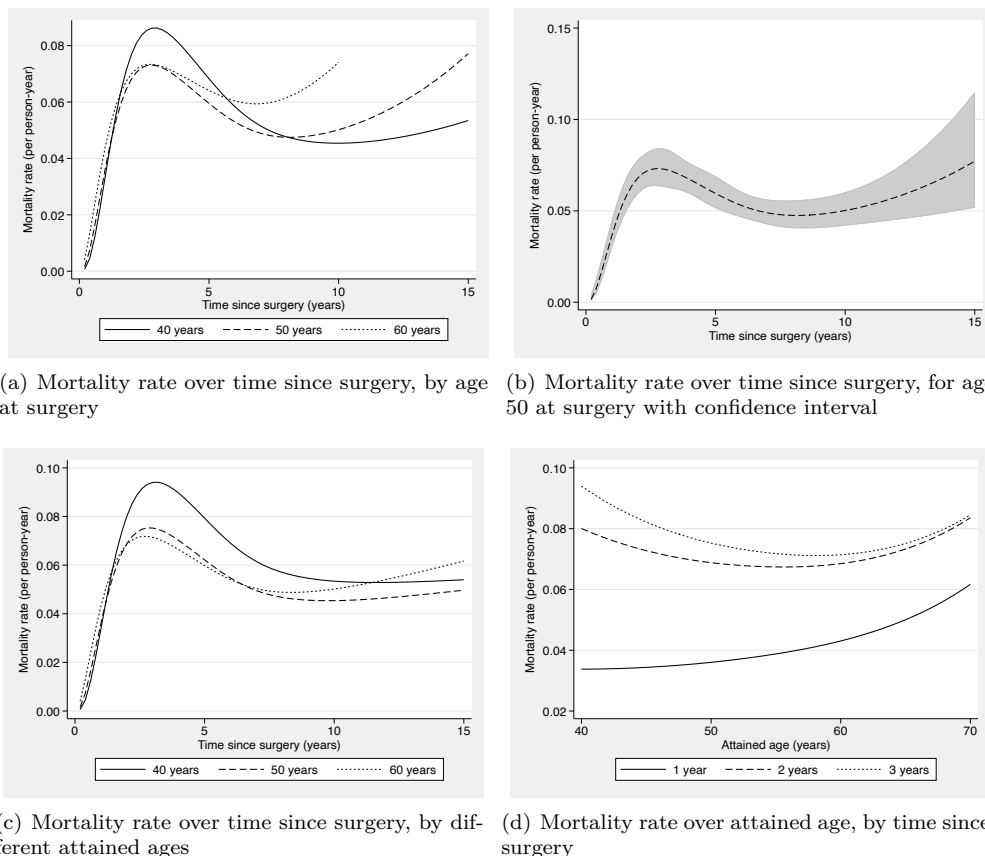 0.08
0.06
0.04
0.02
0.00
Mortality rate (per person-year)
0 5 10 15
Time since surgery (years)
40 years 50 years 60 years
(a) Mortality rate over time since surgery, by age
at surgery
0.15
0.10
0.05
0.00
Mortality rate (per person-year)
0 5 10 15
Time since surgery (years)
(b) Mortality rate over time since surgery, for ag
50 at surgery with confidence interval
0.10
0.08
0.06
0.04
0.02
0.00
Mortality rate (per person-year)
0 5 10 15
Time since surgery (years)
40 years 50 years 60 years
(c) Mortality rate over time since surgery, by dif-
ferent attained ages
0.10
0.08
0.06
0.04
0.02
Mortality rate (per person-year)
40 50 60 70
Attained age (years)
1 year 2 years 3 years
(d) Mortality rate over attained age, by time since
surgery